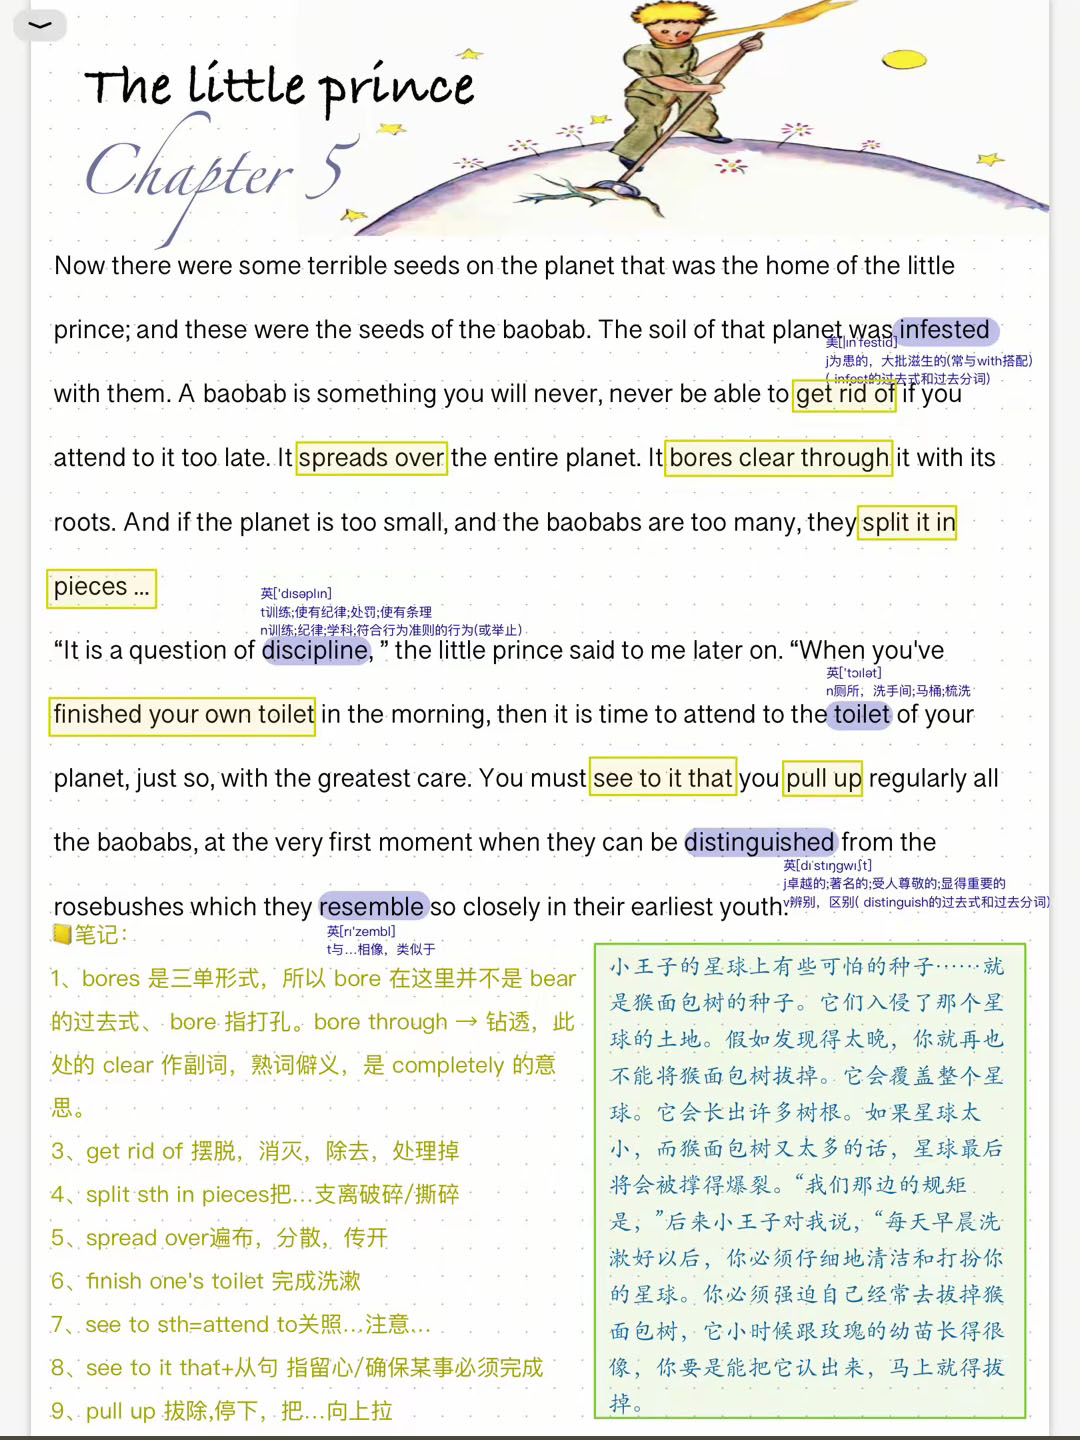 The little prince
Chapter 5
Now there were some terrible seeds on the planet that was the home of the little
prince; and these were the seeds of the baobab. The soil of that planet was infested
美[ɪnˈfestid]
j为患的，大批滋生的(常与with搭配)
( infest的过去式和过去分词)
with them. A baobab is something you will never, never be able to get rid of if you
attend to it too late. It spreads over the entire planet. It bores clear through it with its
roots. And if the planet is too small, and the baobabs are too many, they split it in
pieces ...
英['dɪsəplɪn]
t训练;使有纪律;处罚;使有条理
n训练;纪律;学科;符合行为准则的行为(或举止)
“It is a question of discipline, ” the little prince said to me later on. “When you've
英['tɔɪlət]
n厕所，洗手间;马桶;梳洗
finished your own toilet in the morning, then it is time to attend to the toilet of your
planet, just so, with the greatest care. You must see to it that you pull up regularly all
the baobabs, at the very first moment when they can be distinguished from the
英[dɪˈstɪŋgwɪʃt]
j卓越的;著名的;受人尊敬的;显得重要的
v辨别，区别( distinguish的过去式和过去分词)
rosebushes which they resemble so closely in their earliest youth.
英[rɪ'zembl]
t与…相像，类似于
笔记：
1、bores 是三单形式，所以 bore 在这里并不是 bear
的过去式、 bore 指打孔。bore through → 钻透，此
处的 clear 作副词，熟词僻义，是 completely 的意
思。
3、get rid of 摆脱，消灭，除去，处理掉
4、split sth in pieces把…支离破碎/撕碎
5、spread over遍布，分散，传开
6、finish one's toilet 完成洗漱
7、see to sth=attend to关照…注意…
8、see to it that+从句 指留心/确保某事必须完成
9、pull up 拔除,停下，把…向上拉
小王子的星球上有些可怕的种子……就
是猴面包树的种子。它们入侵了那个星
球的土地。假如发现得太晚，你就再也
不能将猴面包树拔掉。它会覆盖整个星
球。它会长出许多树根。如果星球太
小，而猴面包树又太多的话，星球最后
将会被撑得爆裂。“我们那边的规矩
是，”后来小王子对我说，“每天早晨洗
漱好以后，你必须仔细地清洁和打扮你
的星球。你必须强迫自己经常去拔掉猴
面包树，它小时候跟玫瑰的幼苗长得很
像，你要是能把它认出来，马上就得拔
掉。